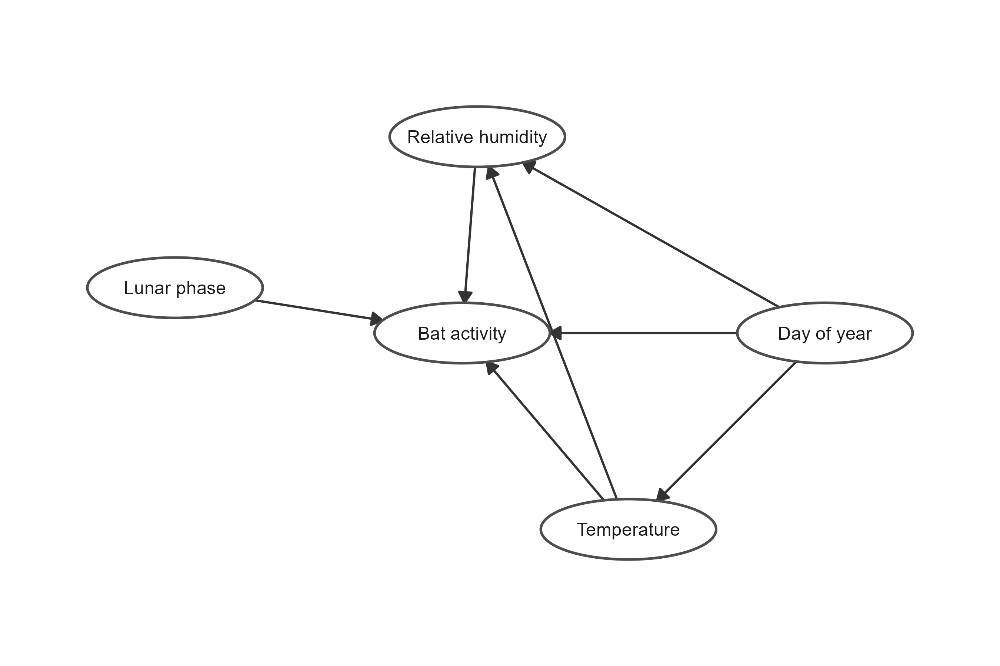 Relative humidity
Lunar phase
Bat activity
Day of year
Temperature